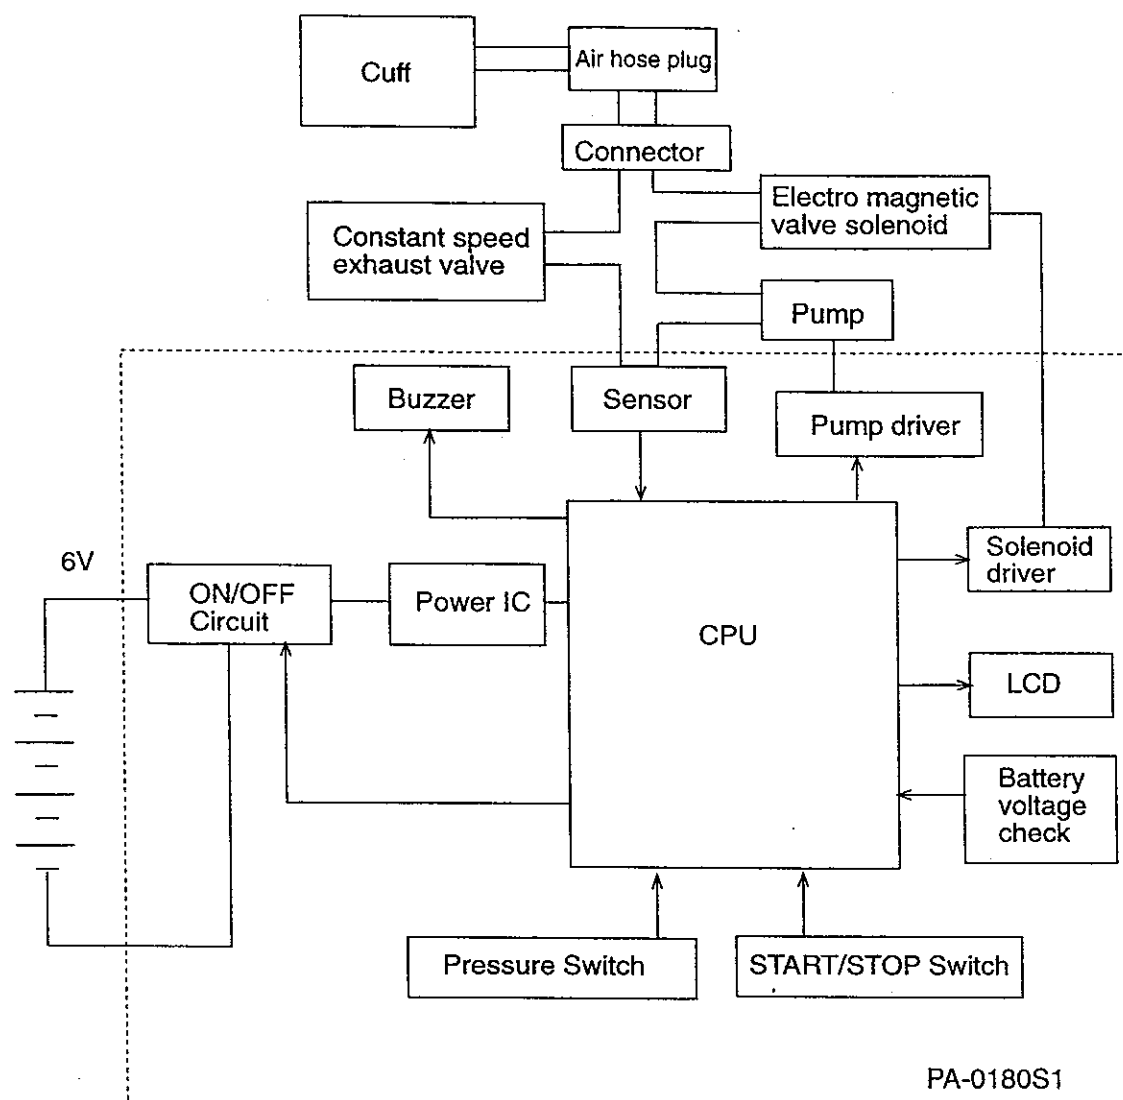 Cuff
Air hose plug
Connector
Electro magnetic
valve solenoid
Constant speed
exhaust valve
Pump
Buzzer
Sensor
Pump driver
6V
ON/OFF
Circuit
Power IC
CPU
Solenoid
driver
LCD
Battery
voltage
check
Pressure Switch
START/STOP Switch
PA-0180S1